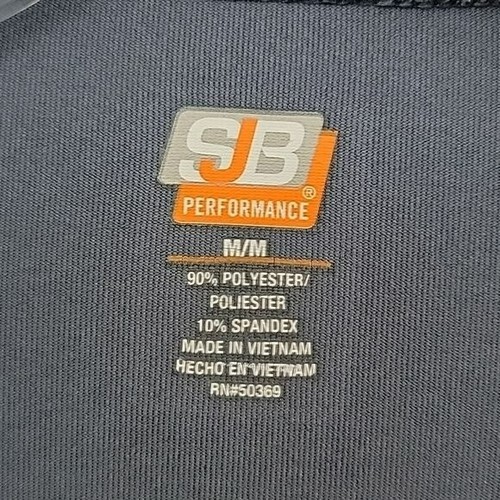 SJB
PERFORMANCE®
M/M
90% POLYESTER/
POLIESTER
10% SPANDEX
MADE IN VIETNAM
HECHO EN VIETNAM
RN#50369